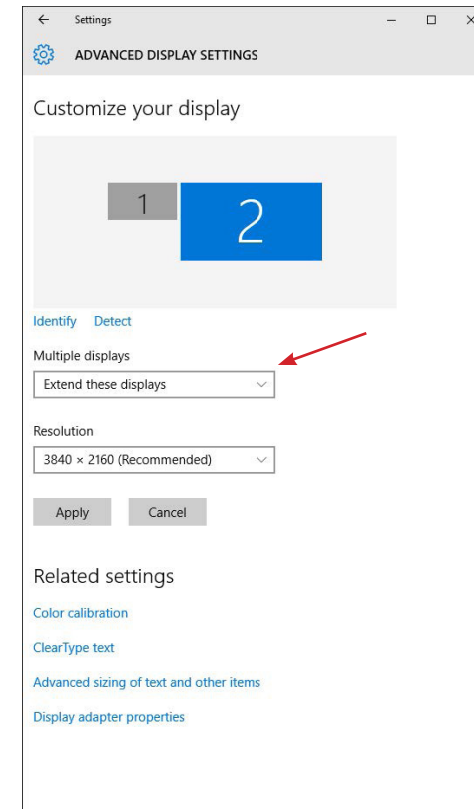 Settings
ADVANCED DISPLAY SETTINGS
Customize your display
1 2
Identify Detect
Multiple displays
Extend these displays
Resolution
3840 × 2160 (Recommended)
Apply Cancel
Related settings
Color calibration
ClearType text
Advanced sizing of text and other items
Display adapter properties